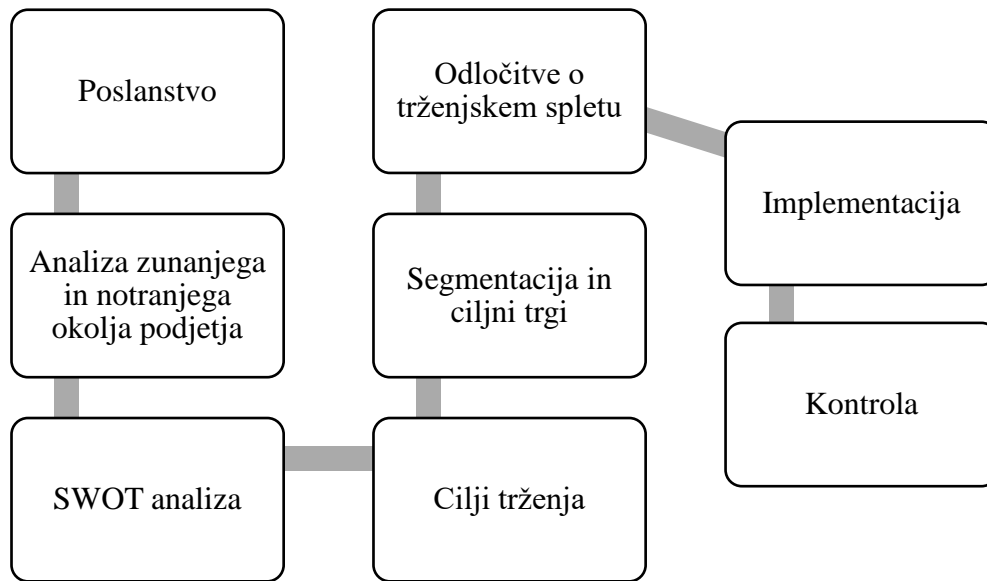 Poslanstvo
Analiza zunanjega
in notranjega
okolja podjetja
SWOT analiza
Cilji trženja
Segmentacija in
ciljni trgi
Odločitve o
trženjskem spletu
Implementacija
Kontrola